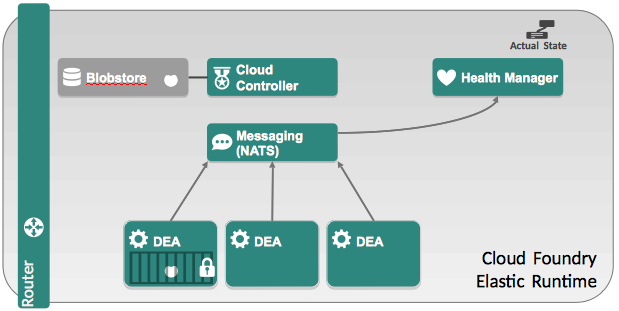 Actual State
Blobstore
Cloud
Controller
Health Manager
Messaging
(NATS)
DEA
DEA
DEA
Router
Cloud Foundry
Elastic Runtime